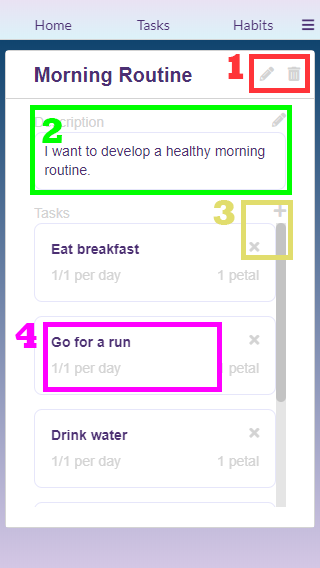 Home Tasks Habits
Morning Routine
1
2
Description
I want to develop a healthy morning
routine.
3
Tasks
Eat breakfast
1/1 per day 1 petal
4
Go for a run
1/1 per day petal
Drink water
1/1 per day 1 petal